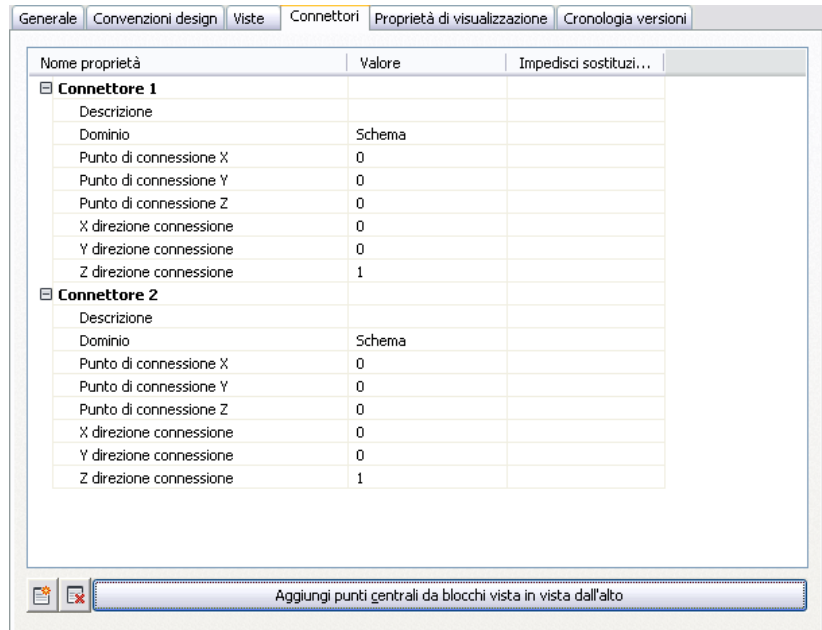 Generale Convenzioni design Viste Connettori Proprietà di visualizzazione Cronologia versioni
Nome proprietà Valore Impedisci sostituzi...
Connettore 1
Descrizione
Dominio Schema
Punto di connessione X 0
Punto di connessione Y 0
Punto di connessione Z 0
X direzione connessione 0
Y direzione connessione 0
Z direzione connessione 1
Connettore 2
Descrizione
Dominio Schema
Punto di connessione X 0
Punto di connessione Y 0
Punto di connessione Z 0
X direzione connessione 0
Y direzione connessione 0
Z direzione connessione 1
Aggiungi punti centrali da blocchi vista in vista dall'alto